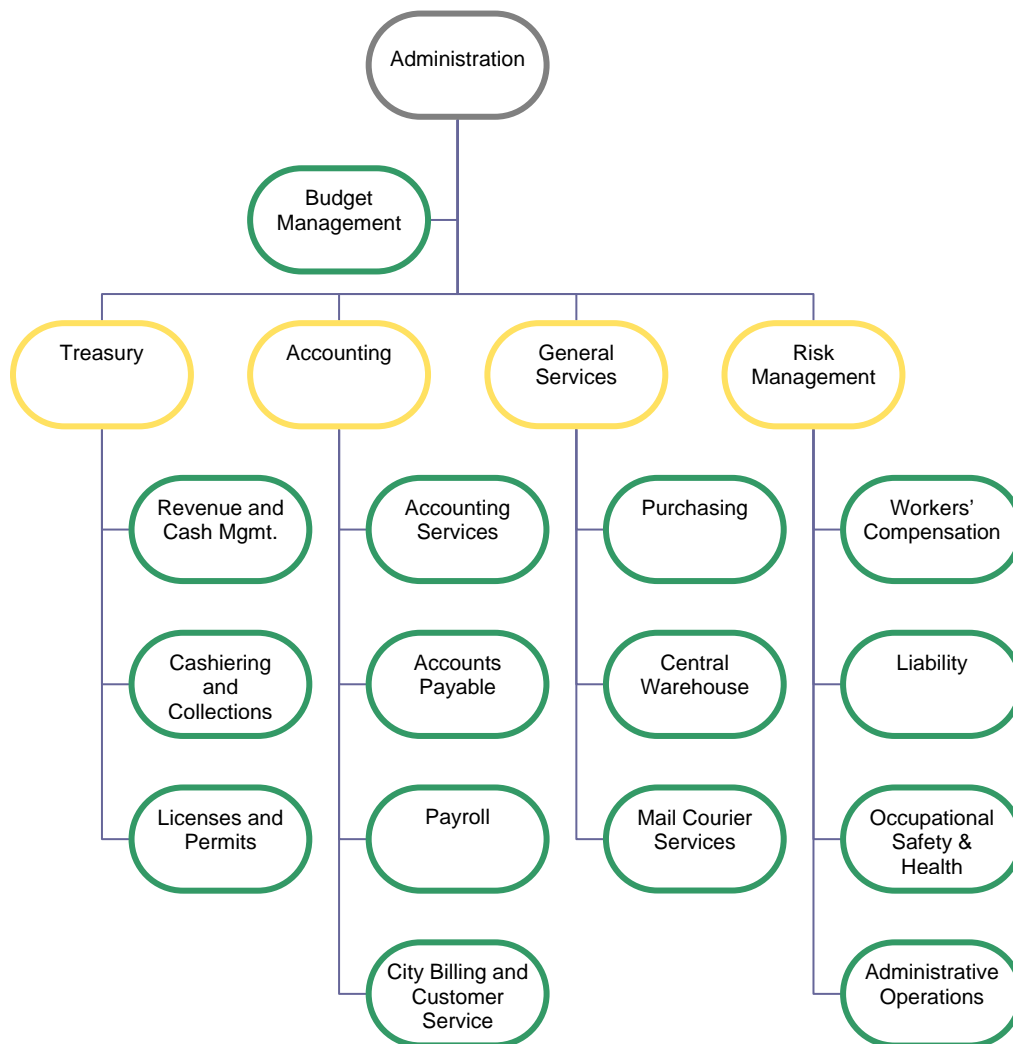 Administration
Budget
Management
Treasury
Accounting
General
Services
Risk
Management
Revenue and
Cash Mgmt.
Accounting
Services
Purchasing
Workers’
Compensation
Cashiering
and
Collections
Accounts
Payable
Central
Warehouse
Liability
Licenses and
Permits
Payroll
Mail Courier
Services
Occupational
Safety &
Health
City Billing and
Customer
Service
Administrative
Operations